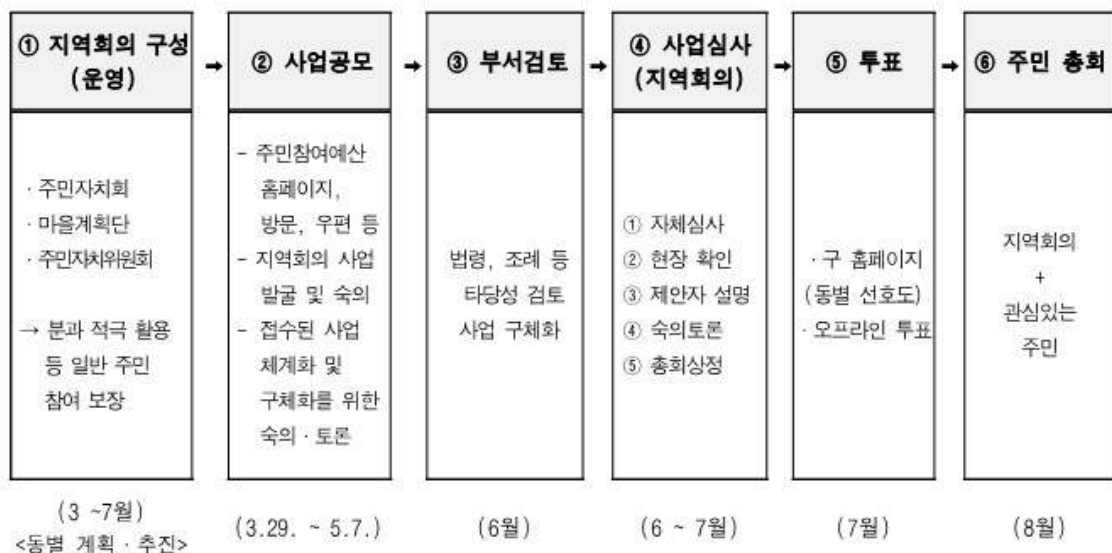 ① 지역회의 구성
(운영)
· 주민자치회
· 마을계획단
· 주민자치위원회
→ 분과 적극 활용
등 일반 주민
참여 보장
(3 ~7월)
<동별 계획 · 추진>
→
② 사업공모
- 주민참여예산
홈페이지,
방문, 우편 등
- 지역회의 사업
발굴 및 숙의
- 접수된 사업
체계화 및
구체화를 위한
숙의 · 토론
(3.29. ~ 5.7.)
→
③ 부서검토
법령, 조례 등
타당성 검토
사업 구체화
(6월)
→
④ 사업심사
(지역회의)
① 자체심사
② 현장 확인
③ 제안자 설명
④ 숙의토론
⑤ 총회상정
(6 ~ 7월)
→
⑤ 투표
· 구 홈페이지
(동별 선호도)
· 오프라인 투표
(7월)
→
⑥ 주민 총회
지역회의
+
관심있는
주민
(8월)